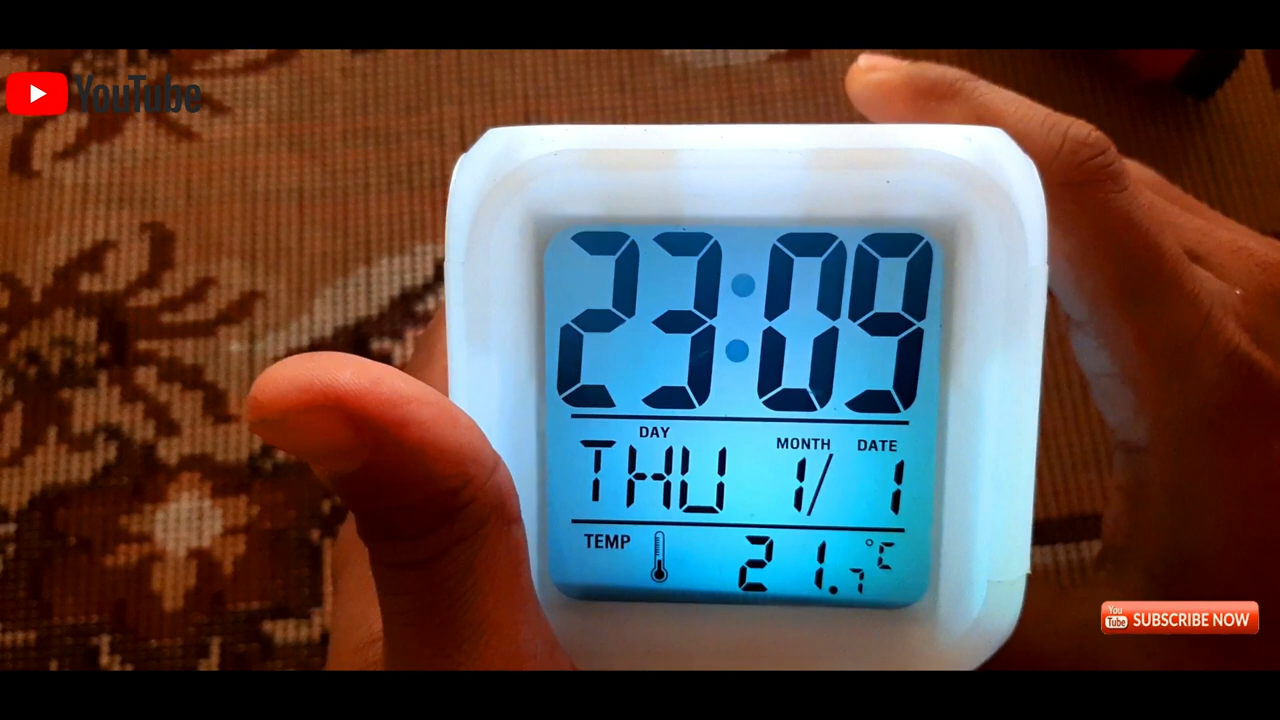 YouTube
23:09
DAY MONTH DATE
THU 1/ 1
TEMP 21.7 °C
You Tube SUBSCRIBE NOW